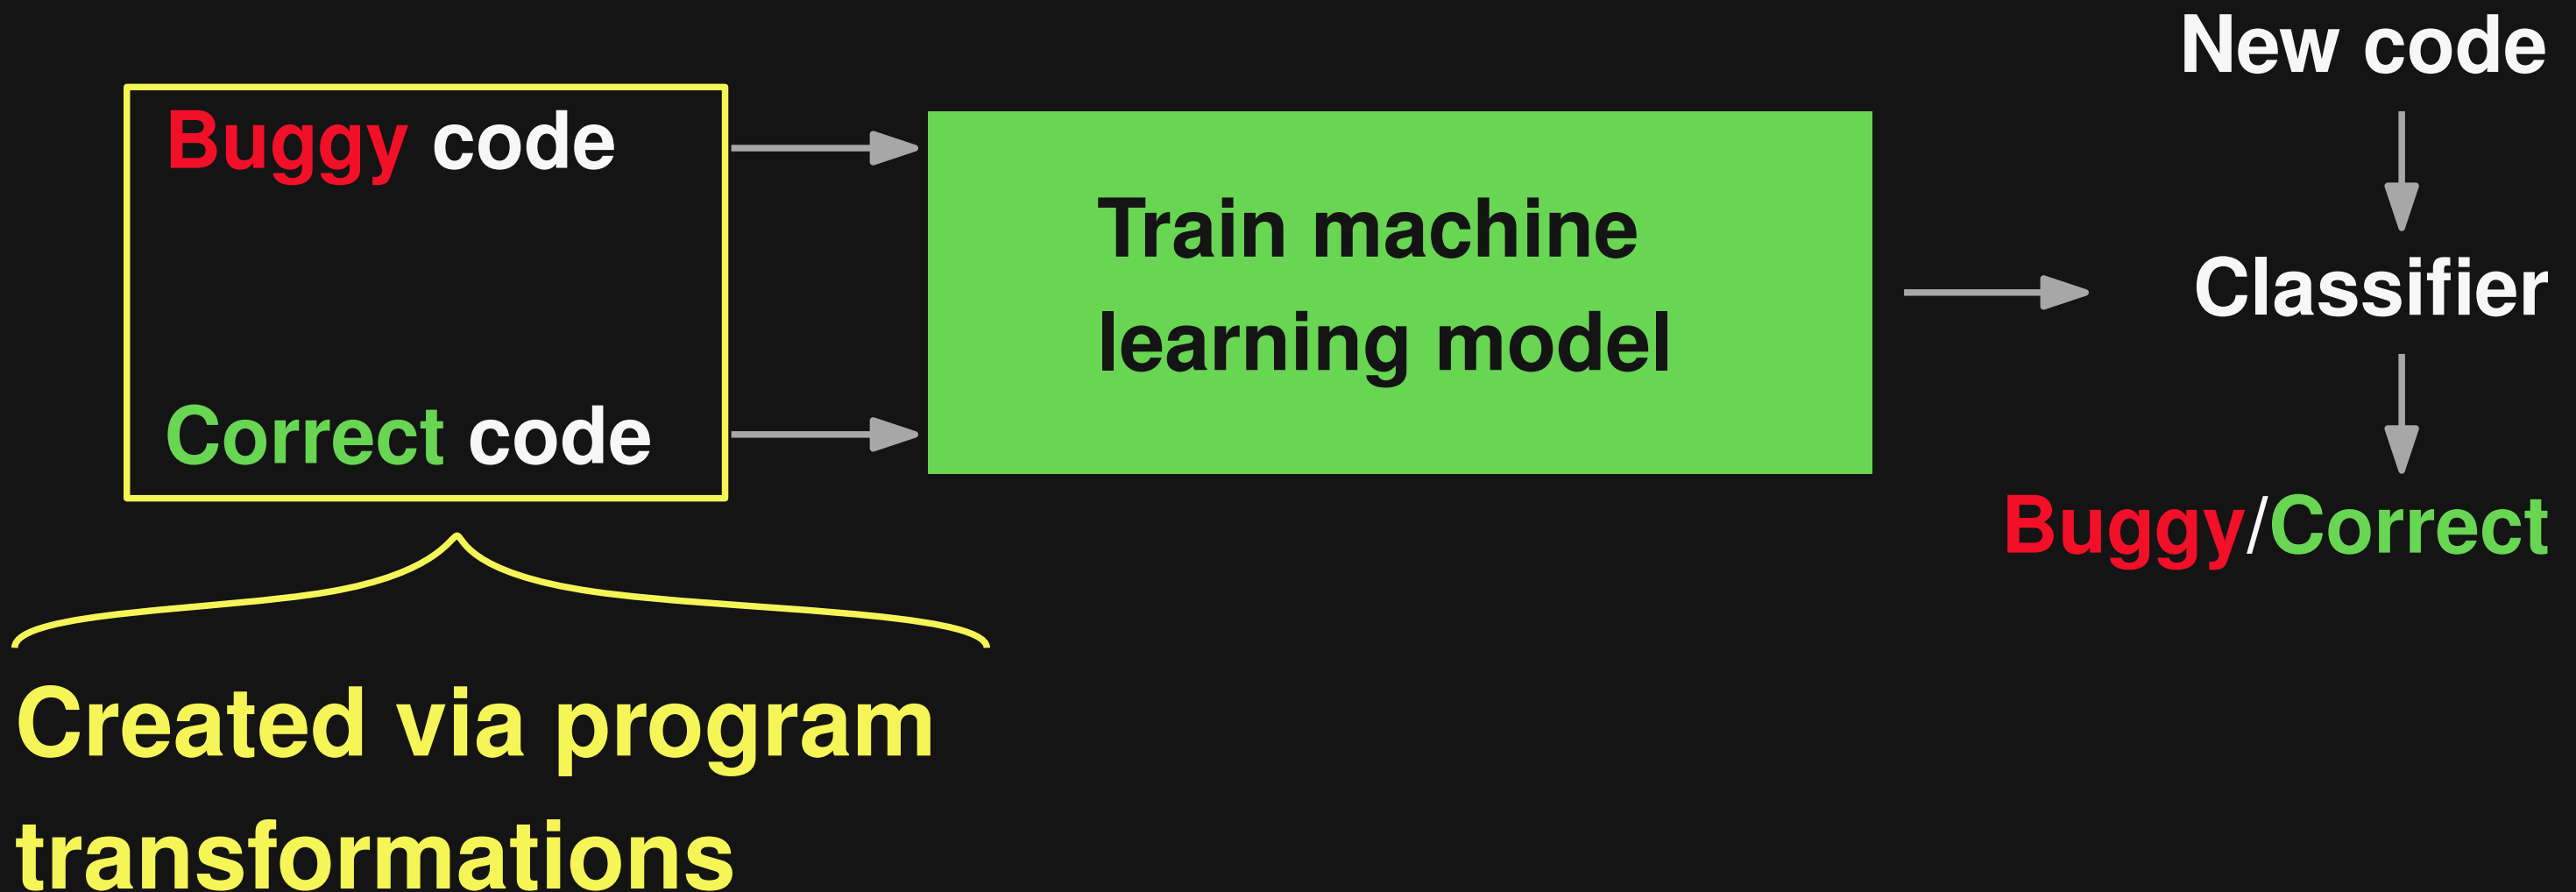 Buggy code
Correct code
Created via program
transformations
Train machine
learning model
New code
Classifier
Buggy/Correct